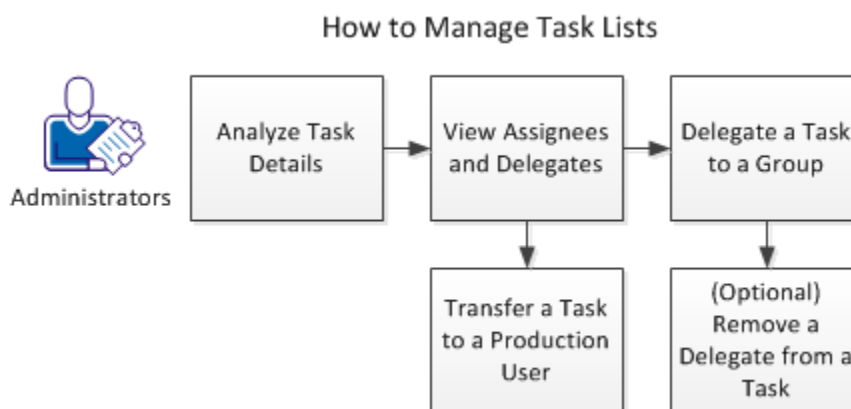 How to Manage Task Lists
Administrators
Analyze Task
Details
View Assignees
and Delegates
Delegate a Task
to a Group
Transfer a Task
to a Production
User
(Optional)
Remove a
Delegate from a
Task